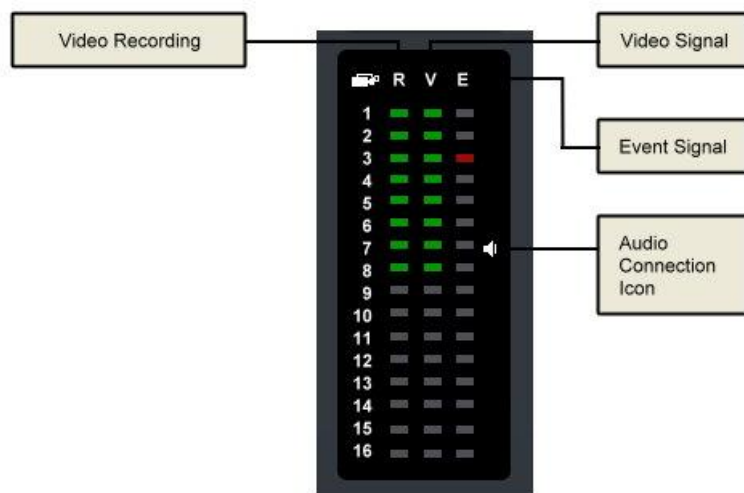 Video Recording
Video Signal
R V E
1
2
3
Event Signal
4
5
6
7
Audio
Connection
Icon
8
9
10
11
12
13
14
15
16